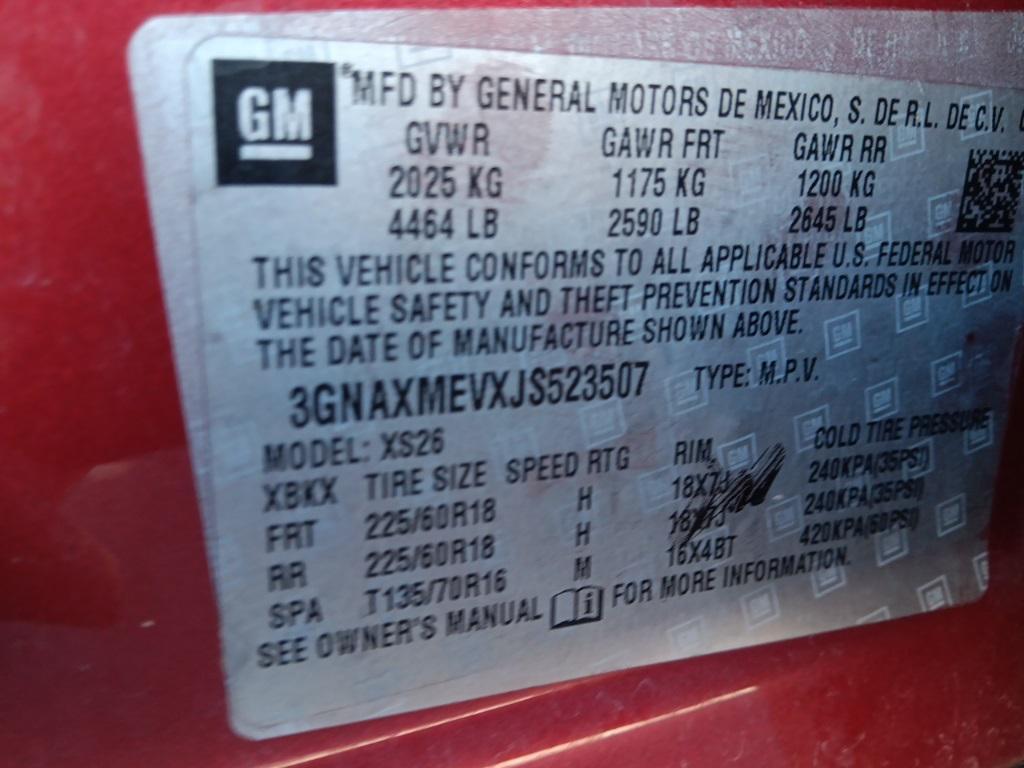 GM
® MFD BY GENERAL MOTORS DE MEXICO, S. DE R.L. DE C.V.
GVWR GAWR FRT GAWR RR
2025 KG 1175 KG 1200 KG
4464 LB 2590 LB 2645 LB
THIS VEHICLE CONFORMS TO ALL APPLICABLE U.S. FEDERAL MOTOR
VEHICLE SAFETY AND THEFT PREVENTION STANDARDS IN EFFECT ON
THE DATE OF MANUFACTURE SHOWN ABOVE.
3GNAXMEVXJS523507 TYPE: M.P.V.
MODEL: XS26
XBKX TIRE SIZE SPEED RTG RIM COLD TIRE PRESSURE
FRT 225/60R18 H 18X7J 240KPA(35PSI)
RR 225/60R18 H 18X7J 240KPA(35PSI)
SPA T135/70R16 M 16X4BT 420KPA(60PSI)
SEE OWNER'S MANUAL FOR MORE INFORMATION.